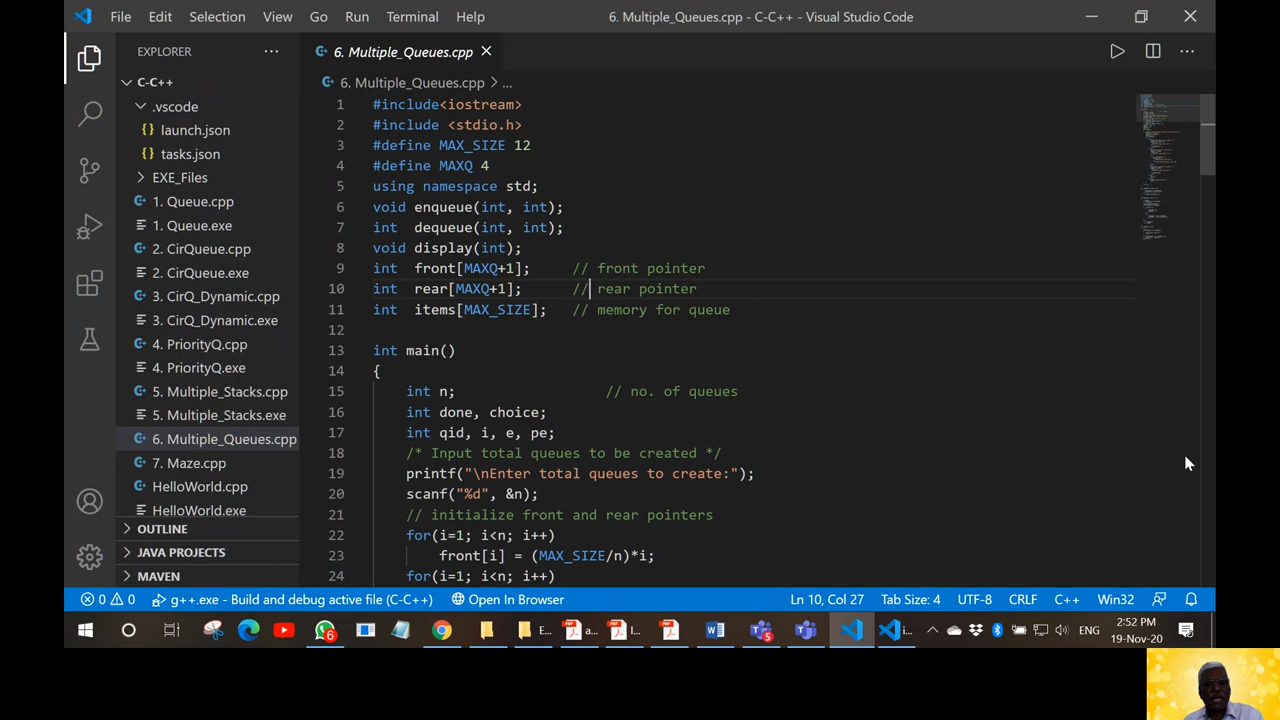 File Edit Selection View Go Run Terminal Help 6. Multiple_Queues.cpp - C-C++ - Visual Studio Code
EXPLORER
C-C++
.vscode
launch.json
tasks.json
EXE_Files
1. Queue.cpp
1. Queue.exe
2. CirQueue.cpp
2. CirQueue.exe
3. CirQ_Dynamic.cpp
3. CirQ_Dynamic.exe
4. PriorityQ.cpp
4. PriorityQ.exe
5. Multiple_Stacks.cpp
5. Multiple_Stacks.exe
6. Multiple_Queues.cpp
7. Maze.cpp
HelloWorld.cpp
HelloWorld.exe
OUTLINE
JAVA PROJECTS
MAVEN
6. Multiple_Queues.cpp
6. Multiple_Queues.cpp > ...
1 #include<iostream>
2 #include <stdio.h>
3 #define MAX_SIZE 12
4 #define MAXQ 4
5 using namespace std;
6 void enqueue(int, int);
7 int dequeue(int, int);
8 void display(int);
9 int front[MAXQ+1]; // front pointer
10 int rear[MAXQ+1]; // rear pointer
11 int items[MAX_SIZE]; // memory for queue
12
13 int main()
14 {
15 int n; // no. of queues
16 int done, choice;
17 int qid, i, e, pe;
18 /* Input total queues to be created */
19 printf("\nEnter total queues to create:");
20 scanf("%d", &n);
21 // initialize front and rear pointers
22 for(i=1; i<n; i++)
23 front[i] = (MAX_SIZE/n)*i;
24 for(i=1; i<n; i++)
0 0 g++.exe - Build and debug active file (C-C++) Open In Browser Ln 10, Col 27 Tab Size: 4 UTF-8 CRLF C++ Win32
6 E... a... I... 5 i... ENG 2:52 PM
19-Nov-20